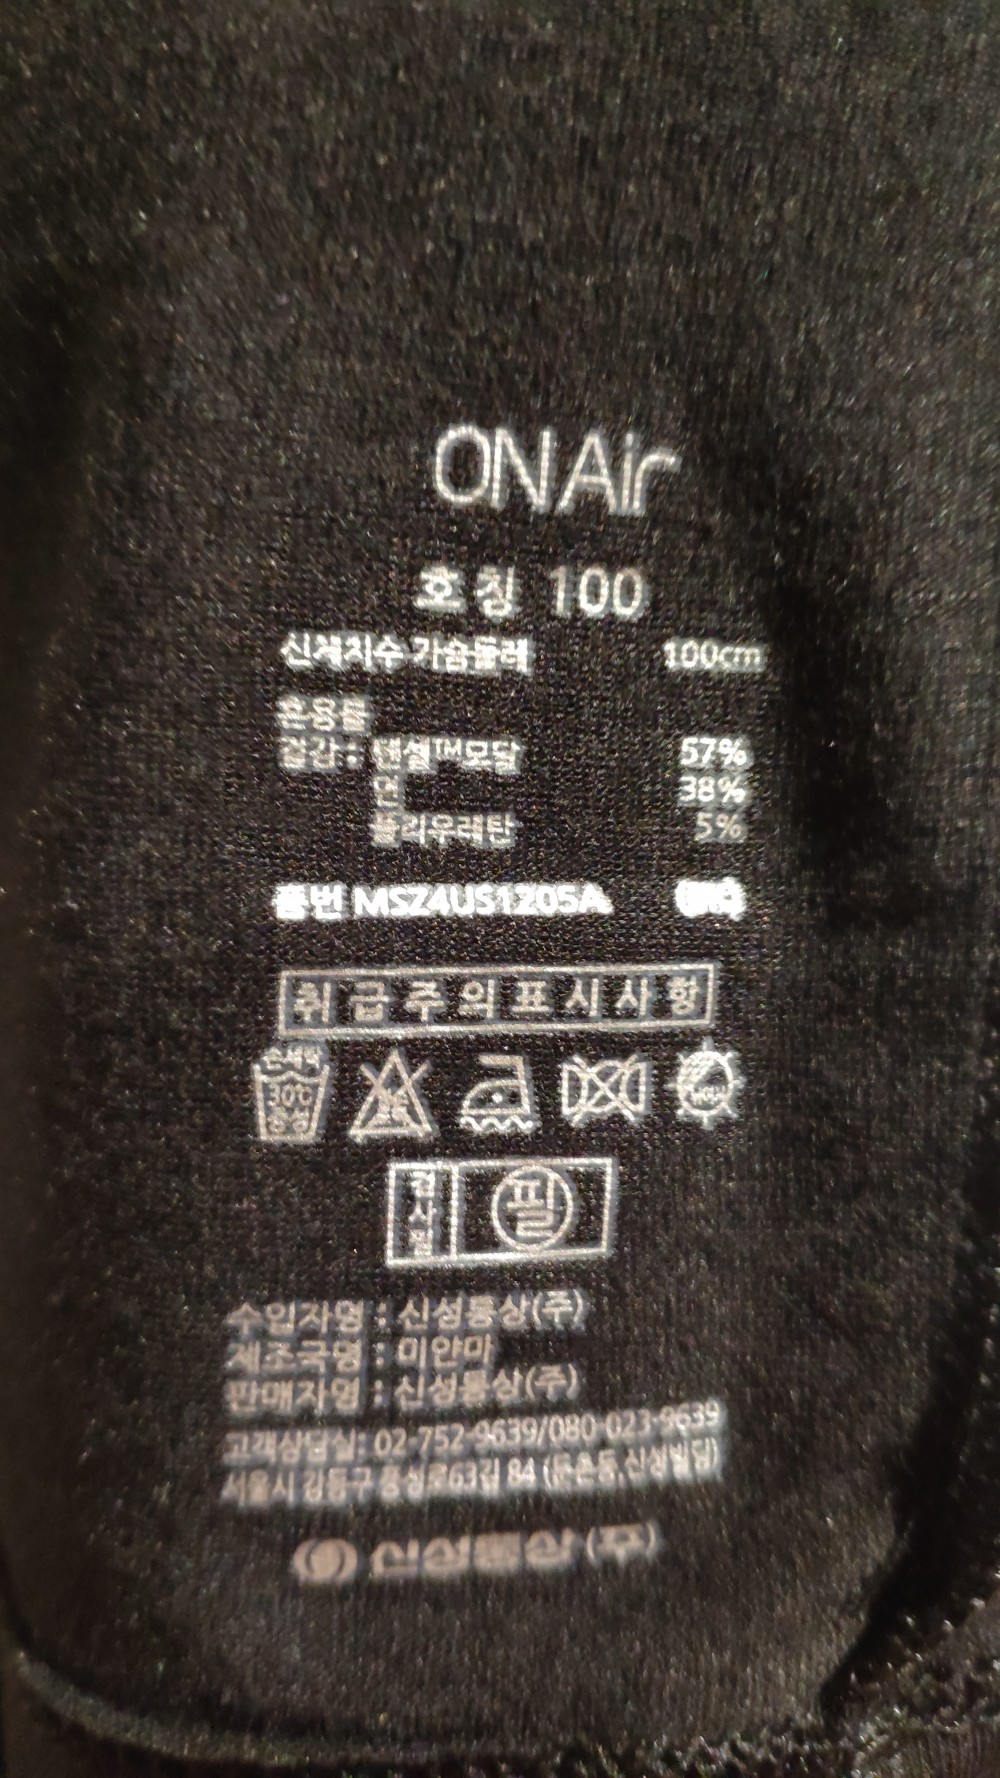 ONAir
호칭 100
신체치수 가슴둘레 100cm
혼용률
겉감 : 텐셀™모달 57%
면 38%
폴리우레탄 5%
품번 MSZ4US1205A
취급주의표시사항
손세탁
30℃
중성
검사필 필
수입자명 : 신성통상(주)
제조국명 : 미얀마
판매자명 : 신성통상(주)
고객상담실: 02-752-9639/080-023-9639
서울시 강동구 풍성로63길 84 (둔촌동,신성빌딩)
신성통상(주)